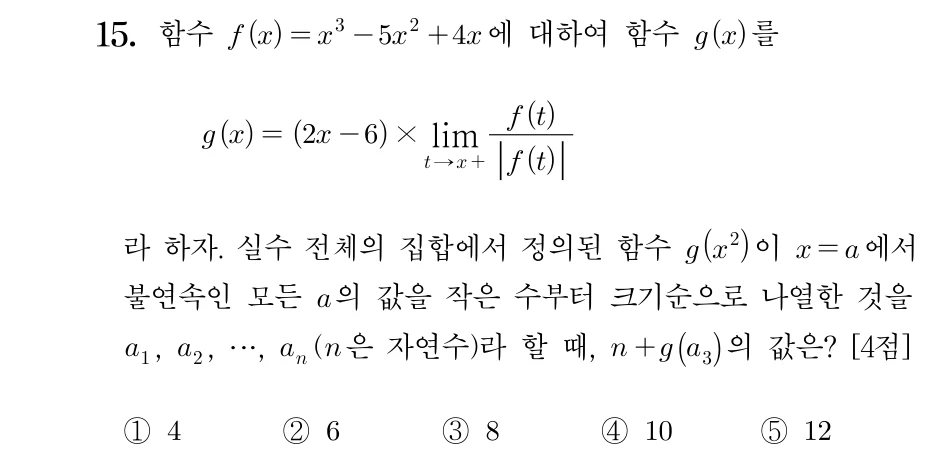 15. 함수 f(x)=x³-5x²+4x에 대하여 함수 g(x)를
g(x)=(2x-6)× lim_{t→x+} f(t)/|f(t)|
라 하자. 실수 전체의 집합에서 정의된 함수 g(x²)이 x=a에서
불연속인 모든 a의 값을 작은 수부터 크기순으로 나열한 것을
a₁, a₂, ⋯, aₙ(n은 자연수)라 할 때, n+g(a₃)의 값은? [4점]
① 4 ② 6 ③ 8 ④ 10 ⑤ 12